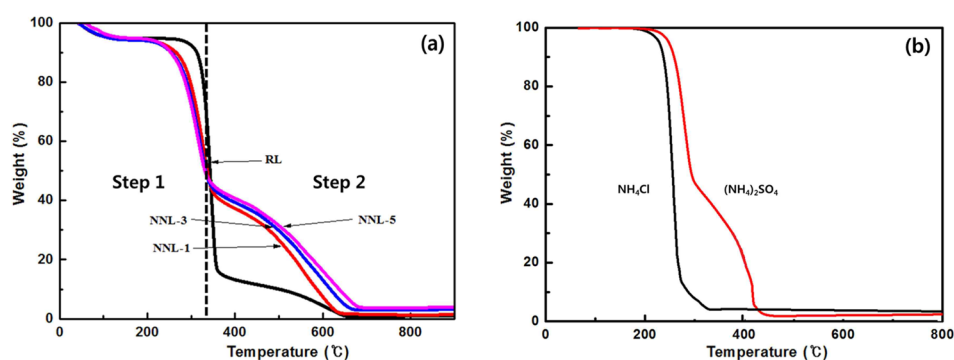 (a)
Weight (%)
100
80
60
40
20
0
RL
Step 1
Step 2
NNL-3
NNL-5
NNL-1
0
200
400
600
800
Temperature (℃)
(b)
Weight (%)
100
80
60
40
20
0
NH₄Cl
(NH₄)₂SO₄
0
200
400
600
800
Temperature (℃)